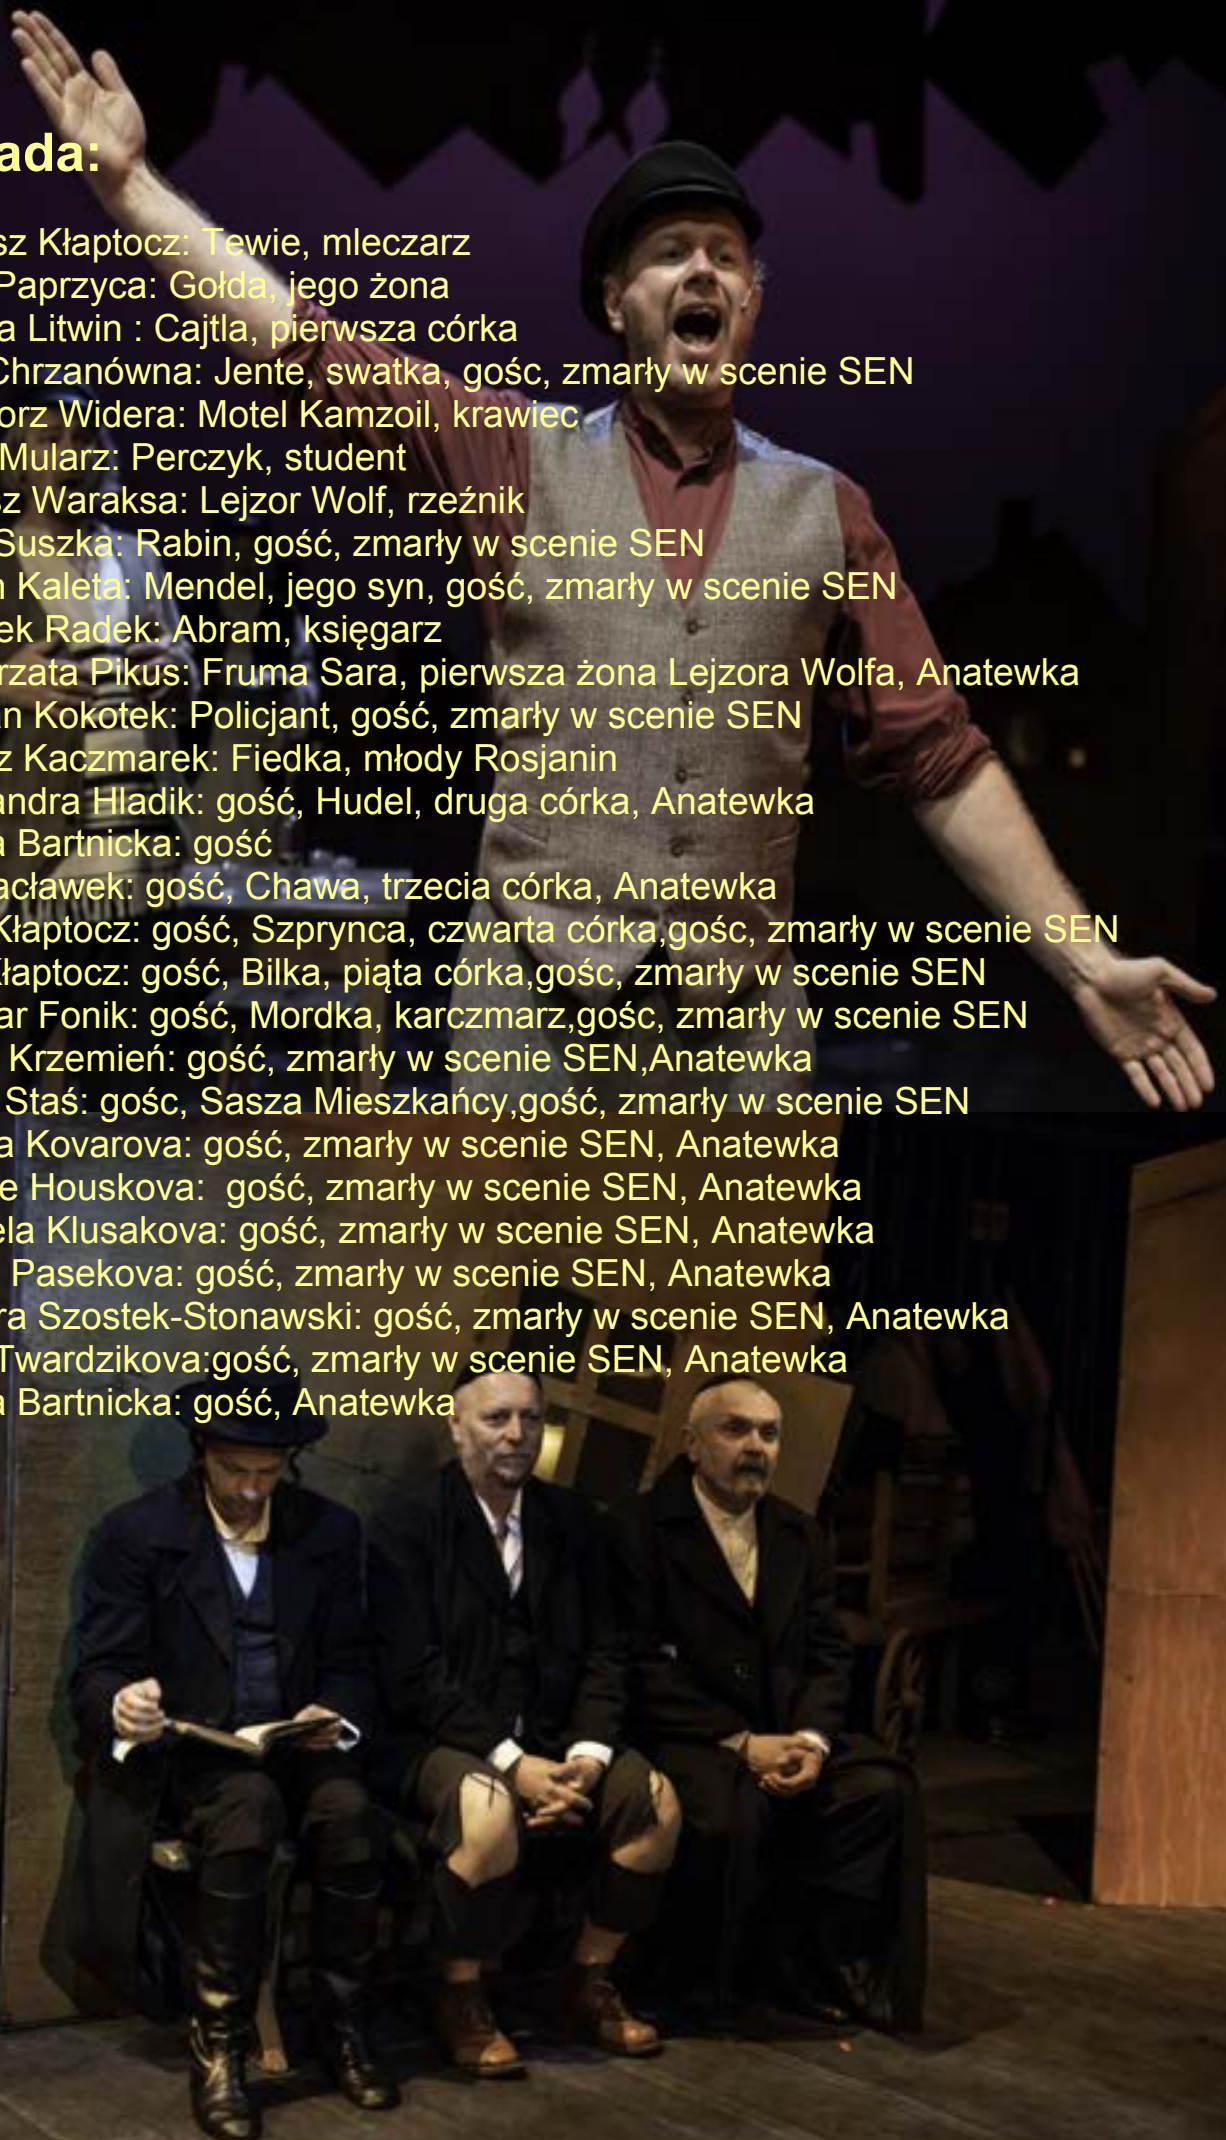 ada:
sz Kłaptocz: Tewie, mleczarz
Paprzyca: Gołda, jego żona
a Litwin : Cajtla, pierwsza córka
Chrzanówna: Jente, swatka, gośc, zmarły w scenie SEN
orz Widera: Motel Kamzoil, krawiec
Mularz: Perczyk, student
sz Waraksa: Lejzor Wolf, rzeźnik
Suszka: Rabin, gość, zmarły w scenie SEN
n Kaleta: Mendel, jego syn, gość, zmarły w scenie SEN
ek Radek: Abram, księgarz
rzata Pikus: Fruma Sara, pierwsza żona Lejzora Wolfa, Anatewka
an Kokotek: Policjant, gość, zmarły w scenie SEN
z Kaczmarek: Fiedka, młody Rosjanin
andra Hladik: gość, Hudel, druga córka, Anatewka
a Bartnicka: gość
acławek: gość, Chawa, trzecia córka, Anatewka
Kłaptocz: gość, Szprynca, czwarta córka,gośc, zmarły w scenie SEN
Kłaptocz: gość, Bilka, piąta córka,gośc, zmarły w scenie SEN
ar Fonik: gość, Mordka, karczmarz,gośc, zmarły w scenie SEN
Krzemień: gość, zmarły w scenie SEN,Anatewka
Staś: gośc, Sasza Mieszkańcy,gość, zmarły w scenie SEN
a Kovarova: gość, zmarły w scenie SEN, Anatewka
e Houskova:  gość, zmarły w scenie SEN, Anatewka
ela Klusakova: gość, zmarły w scenie SEN, Anatewka
Pasekova: gość, zmarły w scenie SEN, Anatewka
ra Szostek-Stonawski: gość, zmarły w scenie SEN, Anatewka
Twardzikova:gość, zmarły w scenie SEN, Anatewka
a Bartnicka: gość, Anatewka